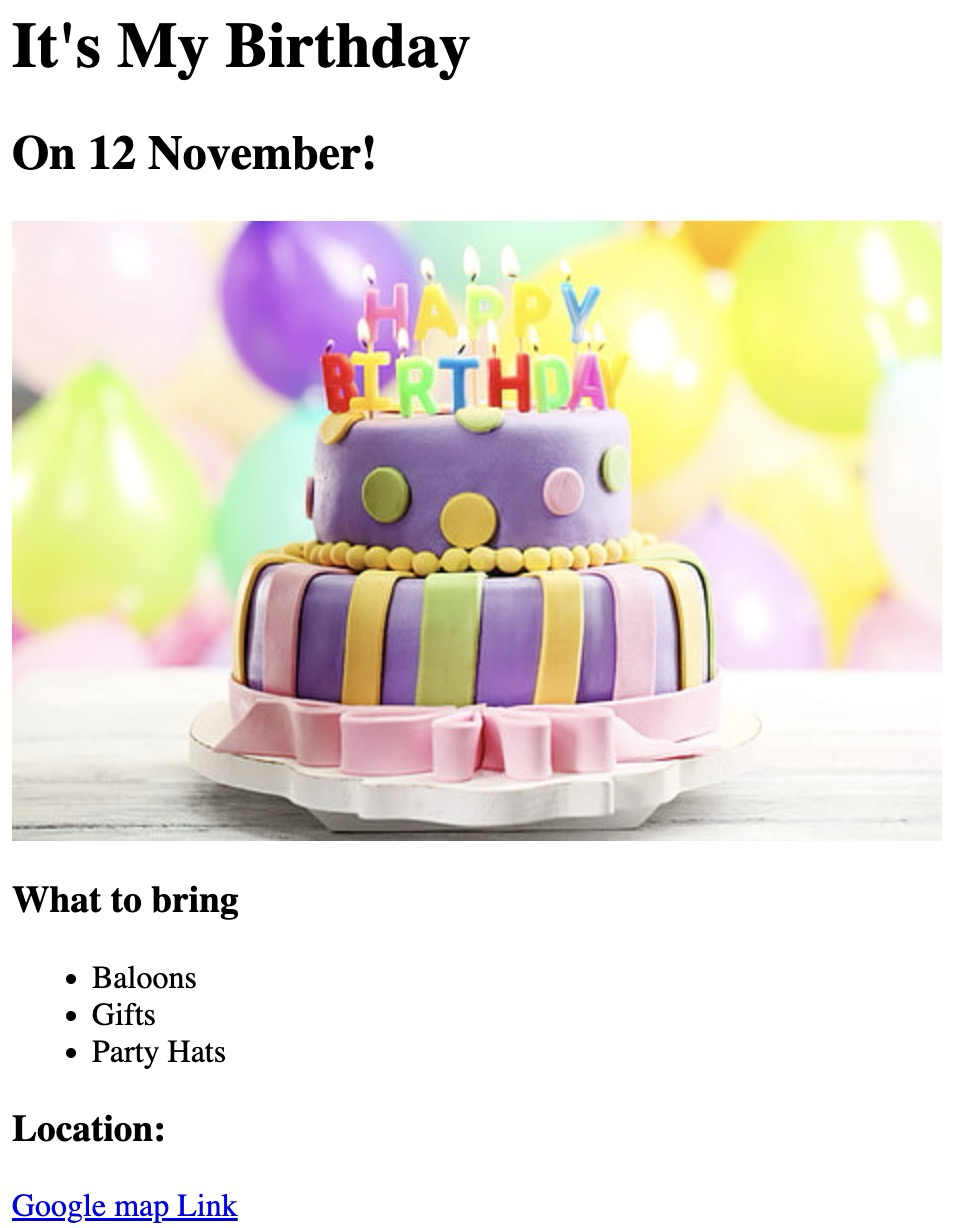 It's My Birthday
On 12 November!
HAPPY
BIRTHDAY
What to bring
Baloons
Gifts
Party Hats
Location:
Google map Link